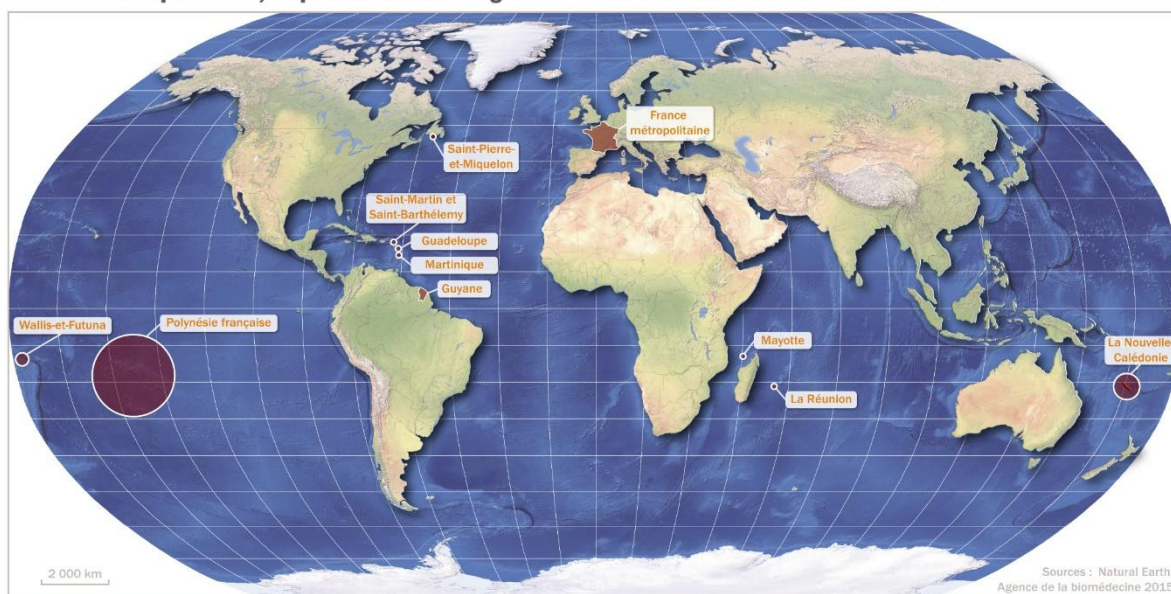 France
métropolitaine
Saint-Pierre-
et-Miquelon
Saint-Martin et
Saint-Barthélemy
Guadeloupe
Martinique
Guyane
Wallis-et-Futuna
Polynésie française
Mayotte
La Nouvelle
Calédonie
La Réunion
2 000 km
Sources : Natural Earth
Agence de la biomédecine 2015